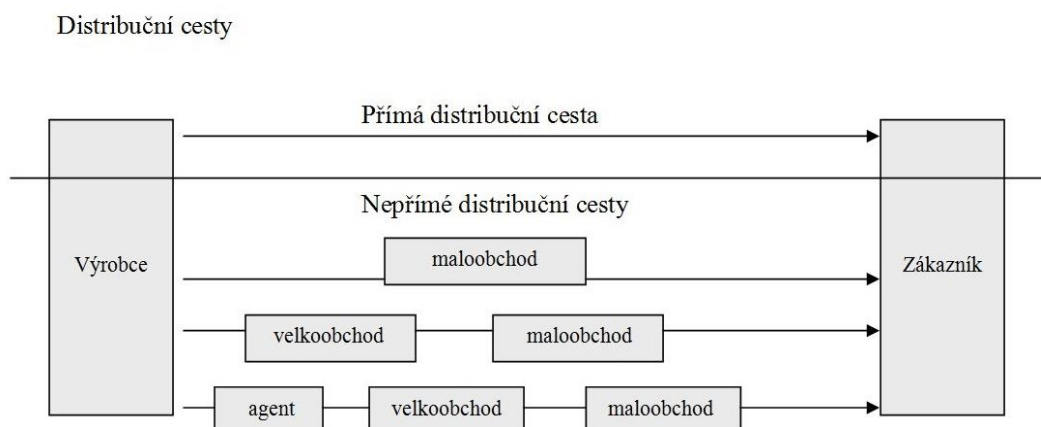 Distribuční cesty
Přímá distribuční cesta
Nepřímé distribuční cesty
Výrobce
maloobchod
Zákazník
velkoobchod
maloobchod
agent
velkoobchod
maloobchod